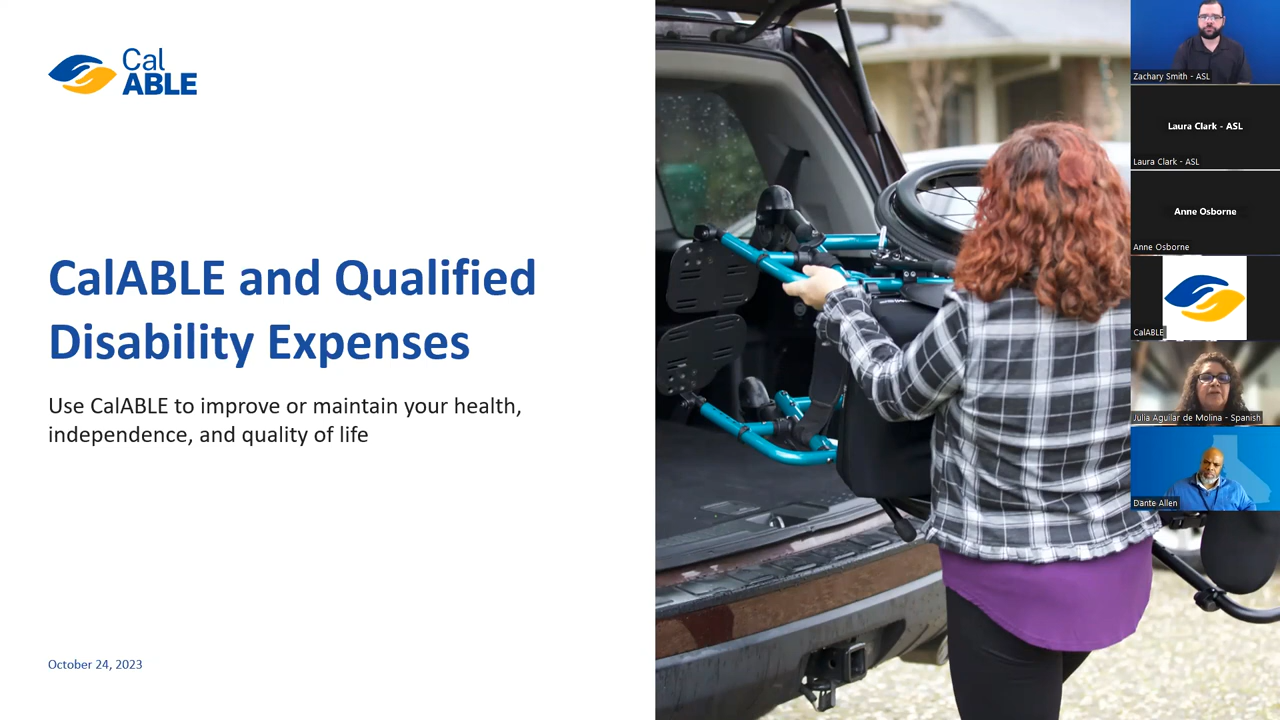 Cal
ABLE
CalABLE and Qualified
Disability Expenses
Use CalABLE to improve or maintain your health,
independence, and quality of life
October 24, 2023
Zachary Smith - ASL
Laura Clark - ASL
Laura Clark - ASL
Anne Osborne
Anne Osborne
CalABLE
Julia Aguilar de Molina - Spanish
Dante Allen